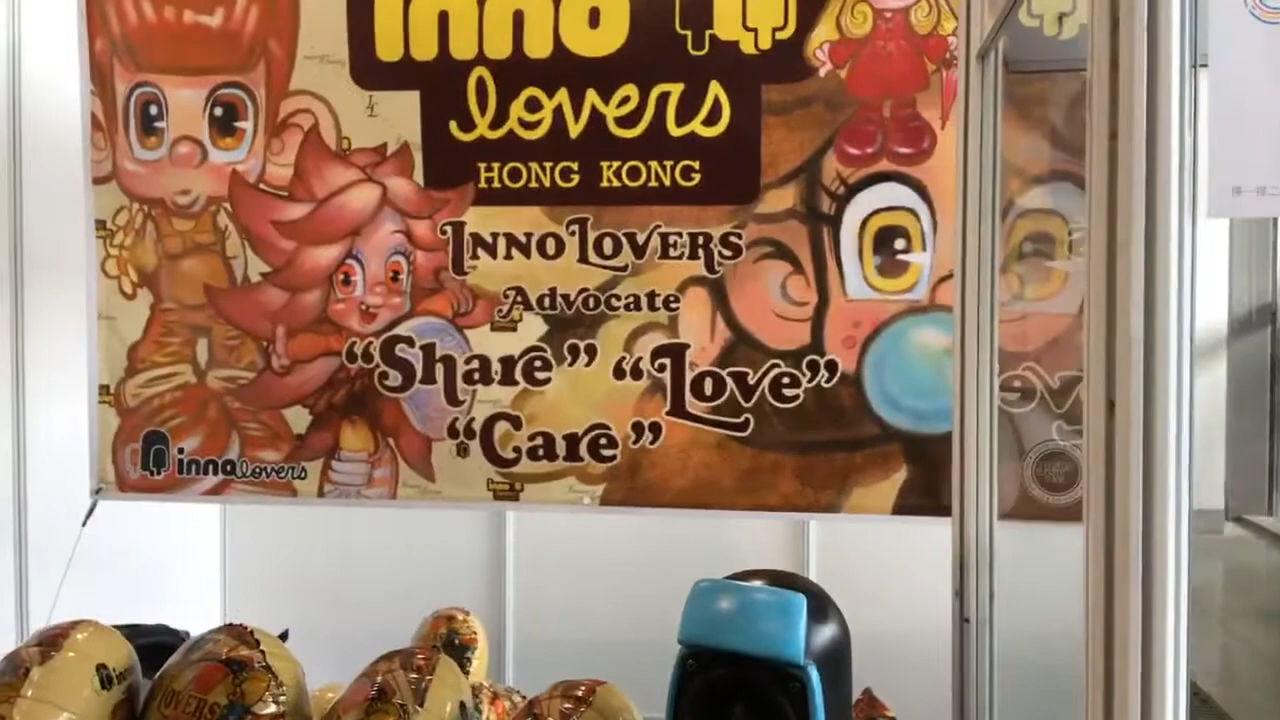 inno
lovers
HONG KONG
INNO LOVERS
Advocate
"Share" "Love"
"Care"
innolovers